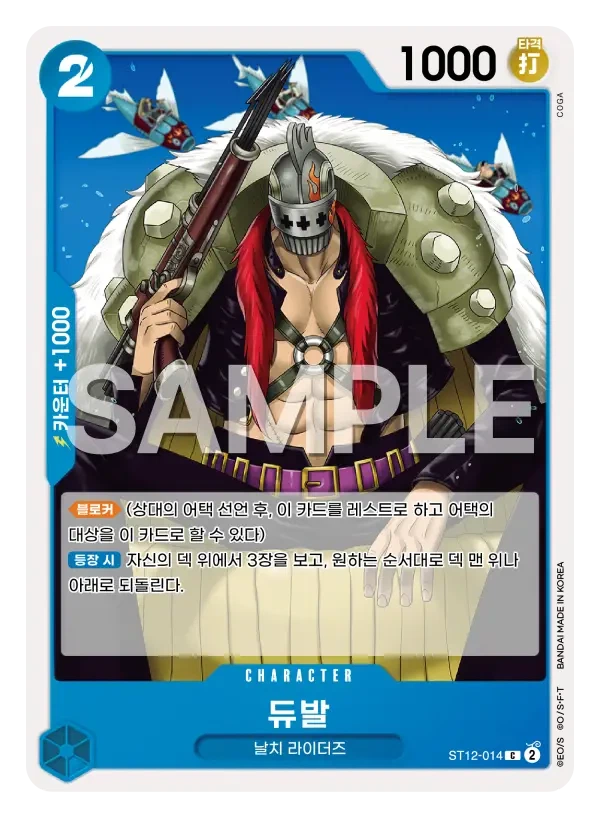 2
1000
타격
打
COGA
카운터 +1000
SAMPLE
블로커 (상대의 어택 선언 후, 이 카드를 레스트로 하고 어택의
대상을 이 카드로 할 수 있다)
등장 시 자신의 덱 위에서 3장을 보고, 원하는 순서대로 덱 맨 위나
아래로 되돌린다.
CHARACTER
듀발
날치 라이더즈
ST12-014 C 2
©EO/S ©O/S·F·T BANDAI MADE IN KOREA